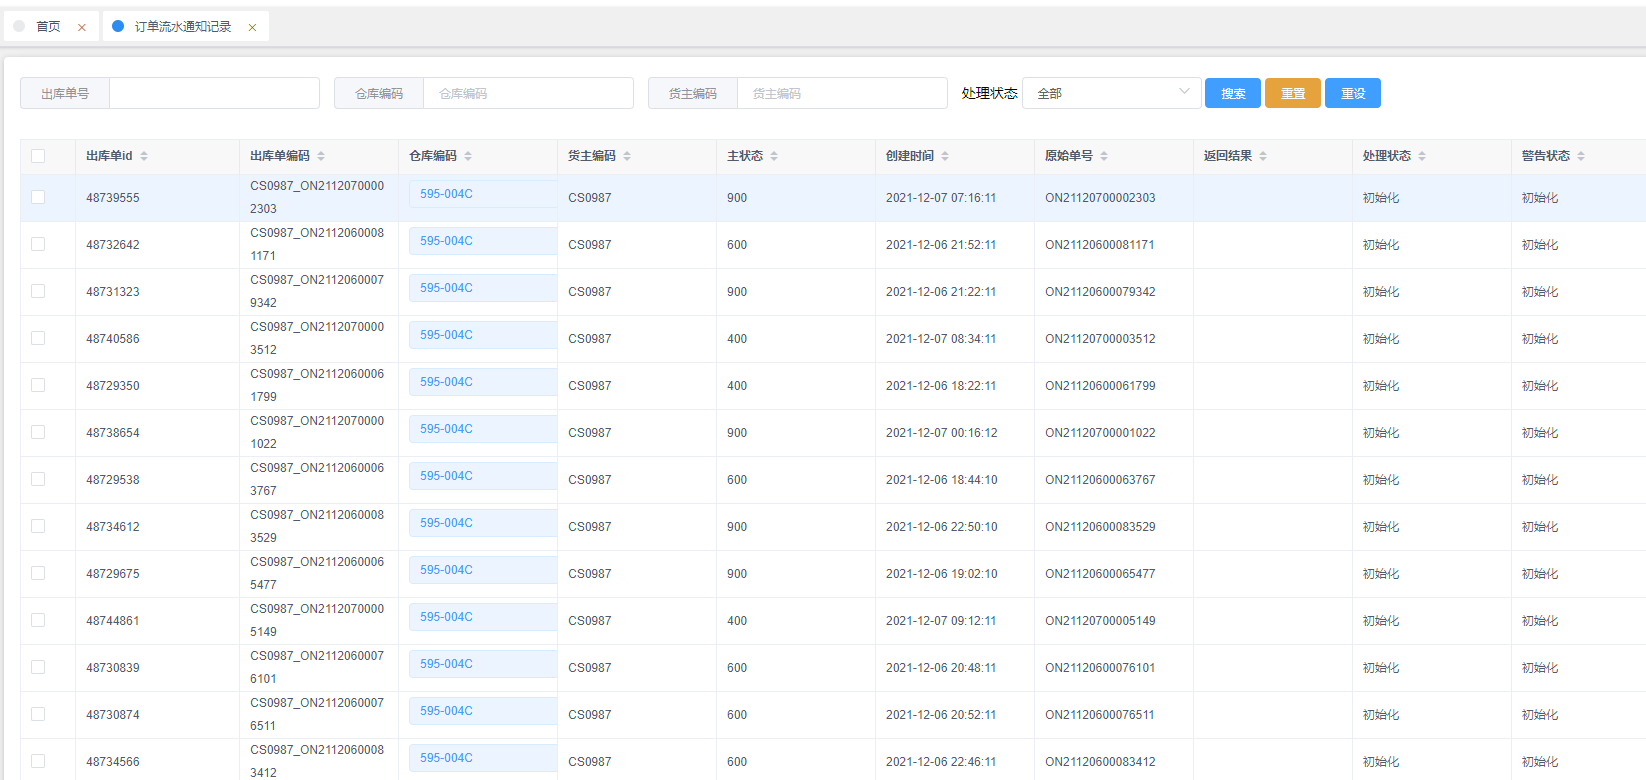 首页 × 订单流水通知记录 ×
出库单号 仓库编码 仓库编码 货主编码 货主编码 处理状态 全部 搜索 重置 重设
出库单id 出库单编码 仓库编码 货主编码 主状态 创建时间 原始单号 返回结果 处理状态 警告状态
48739555 CS0987_ON21120700002303 595-004C CS0987 900 2021-12-07 07:16:11 ON21120700002303 初始化 初始化
48732642 CS0987_ON21120600081171 595-004C CS0987 600 2021-12-06 21:52:11 ON21120600081171 初始化 初始化
48731323 CS0987_ON21120600079342 595-004C CS0987 900 2021-12-06 21:22:11 ON21120600079342 初始化 初始化
48740586 CS0987_ON21120700003512 595-004C CS0987 400 2021-12-07 08:34:11 ON21120700003512 初始化 初始化
48729350 CS0987_ON21120600061799 595-004C CS0987 400 2021-12-06 18:22:11 ON21120600061799 初始化 初始化
48738654 CS0987_ON21120700001022 595-004C CS0987 900 2021-12-07 00:16:12 ON21120700001022 初始化 初始化
48729538 CS0987_ON21120600063767 595-004C CS0987 600 2021-12-06 18:44:10 ON21120600063767 初始化 初始化
48734612 CS0987_ON21120600083529 595-004C CS0987 900 2021-12-06 22:50:10 ON21120600083529 初始化 初始化
48729675 CS0987_ON21120600065477 595-004C CS0987 900 2021-12-06 19:02:10 ON21120600065477 初始化 初始化
48744861 CS0987_ON21120700005149 595-004C CS0987 400 2021-12-07 09:12:11 ON21120700005149 初始化 初始化
48730839 CS0987_ON21120600076101 595-004C CS0987 600 2021-12-06 20:48:11 ON21120600076101 初始化 初始化
48730874 CS0987_ON21120600076511 595-004C CS0987 600 2021-12-06 20:52:11 ON21120600076511 初始化 初始化
48734566 CS0987_ON21120600083412 595-004C CS0987 600 2021-12-06 22:46:11 ON21120600083412 初始化 初始化